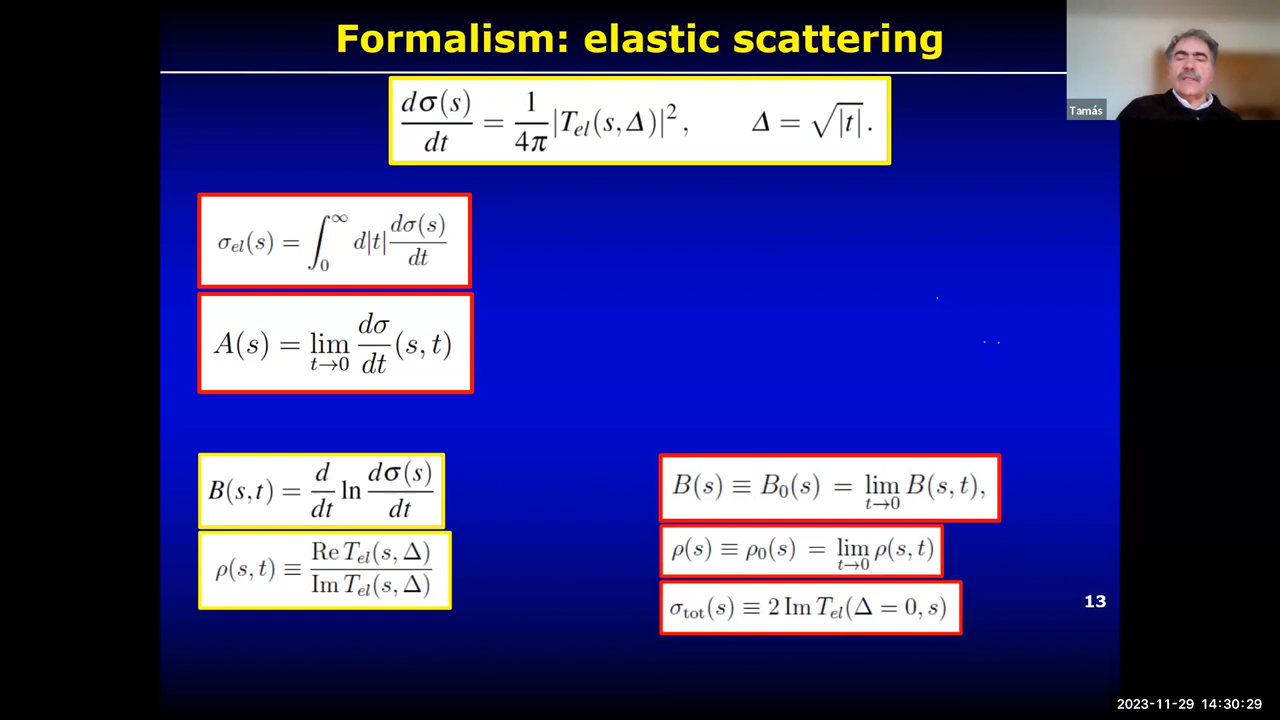 Formalism: elastic scattering
Tamás
dσ(s)/dt = 1/4π |T_el(s,Δ)|², Δ = √|t|.
σ_el(s) = ∫_0^∞ d|t| dσ(s)/dt
A(s) = lim_{t→0} dσ/dt (s, t)
B(s,t) = d/dt ln dσ(s)/dt
B(s) ≡ B_0(s) = lim_{t→0} B(s,t),
ρ(s,t) ≡ Re T_el(s,Δ)/Im T_el(s,Δ)
ρ(s) ≡ ρ_0(s) = lim_{t→0} ρ(s,t)
σ_tot(s) ≡ 2 Im T_el(Δ = 0, s)
13
2023-11-29 14:30:29